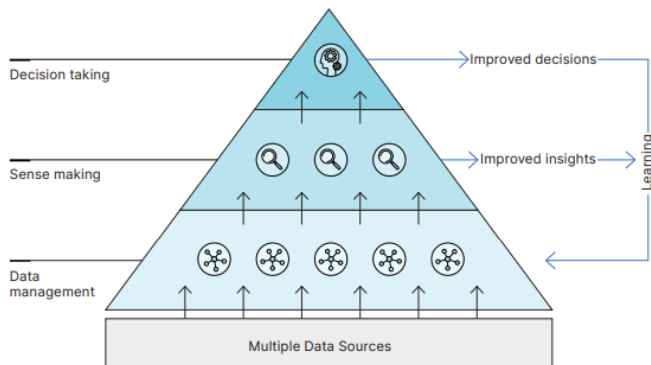 Improved decisions
Decision taking
Improved insights
Learning
Sense making
Data
management
Multiple Data Sources